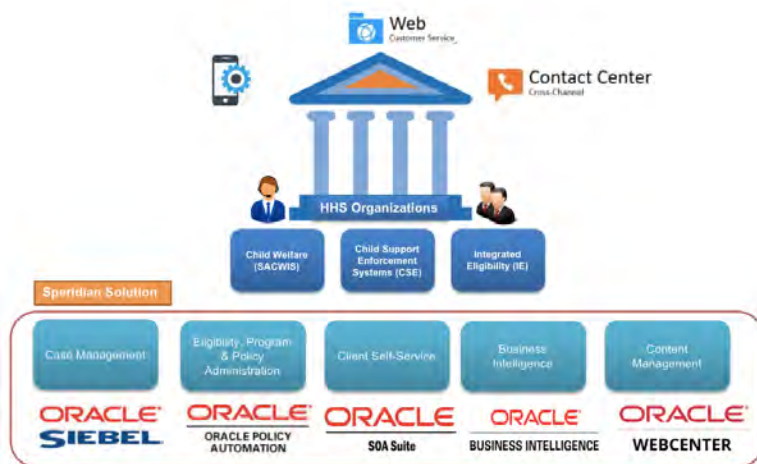 Web
Customer Service_
Contact Center
Cross-Channel
HHS Organizations
Child Welfare
(SACWIS)
Child Support
Enforcement
Systems (CSE)
Integrated
Eligibility (IE)
Speridian Solution
Case Management
Eligibility, Program
& Policy
Administration
Client Self-Service
Business
Intelligence
Content
Management
ORACLE®
SIEBEL
ORACLE®
ORACLE POLICY
AUTOMATION
ORACLE®
SOA Suite
ORACLE®
BUSINESS INTELLIGENCE
ORACLE®
WEBCENTER